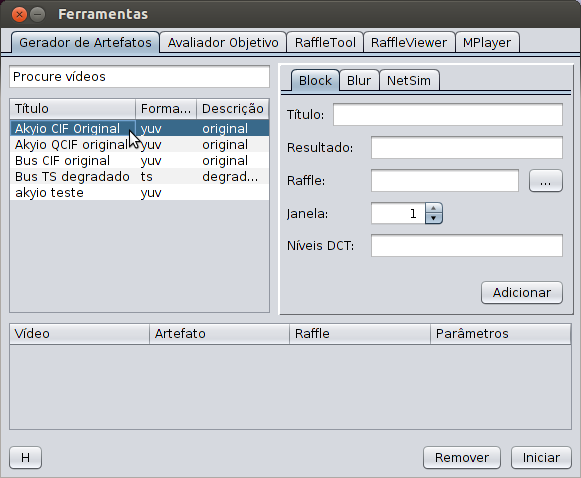 Ferramentas
Gerador de Artefatos Avaliador Objetivo RaffleTool RaffleViewer MPlayer
Procure vídeos
Título Forma... Descrição
Akyio CIF Original yuv original
Akyio QCIF original yuv original
Bus CIF original yuv original
Bus TS degradado ts degrad...
akyio teste yuv
Block Blur NetSim
Título:
Resultado:
Raffle: ...
Janela: 1
Níveis DCT:
Adicionar
Vídeo Artefato Raffle Parâmetros
H Remover Iniciar